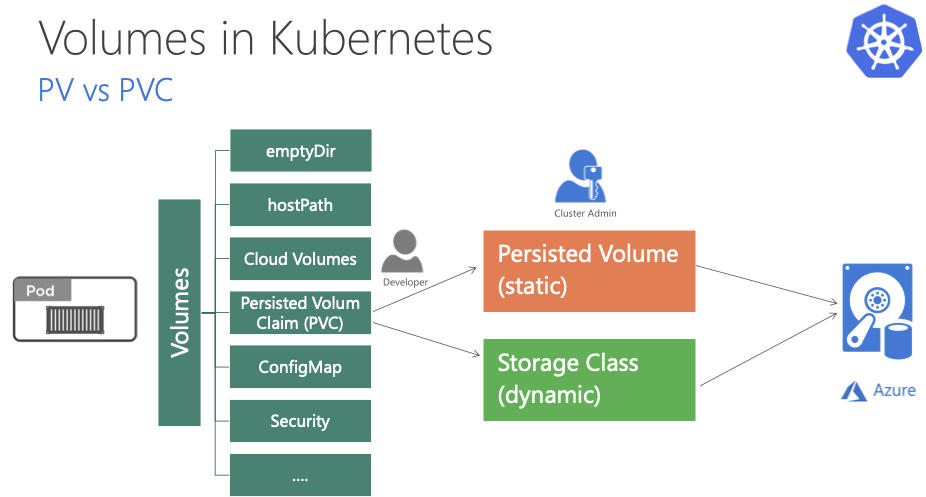 Volumes in Kubernetes
PV vs PVC
Pod
Volumes
emptyDir
hostPath
Cloud Volumes
Persisted Volum
Claim (PVC)
ConfigMap
Security
....
Developer
Cluster Admin
Persisted Volume
(static)
Storage Class
(dynamic)
Azure